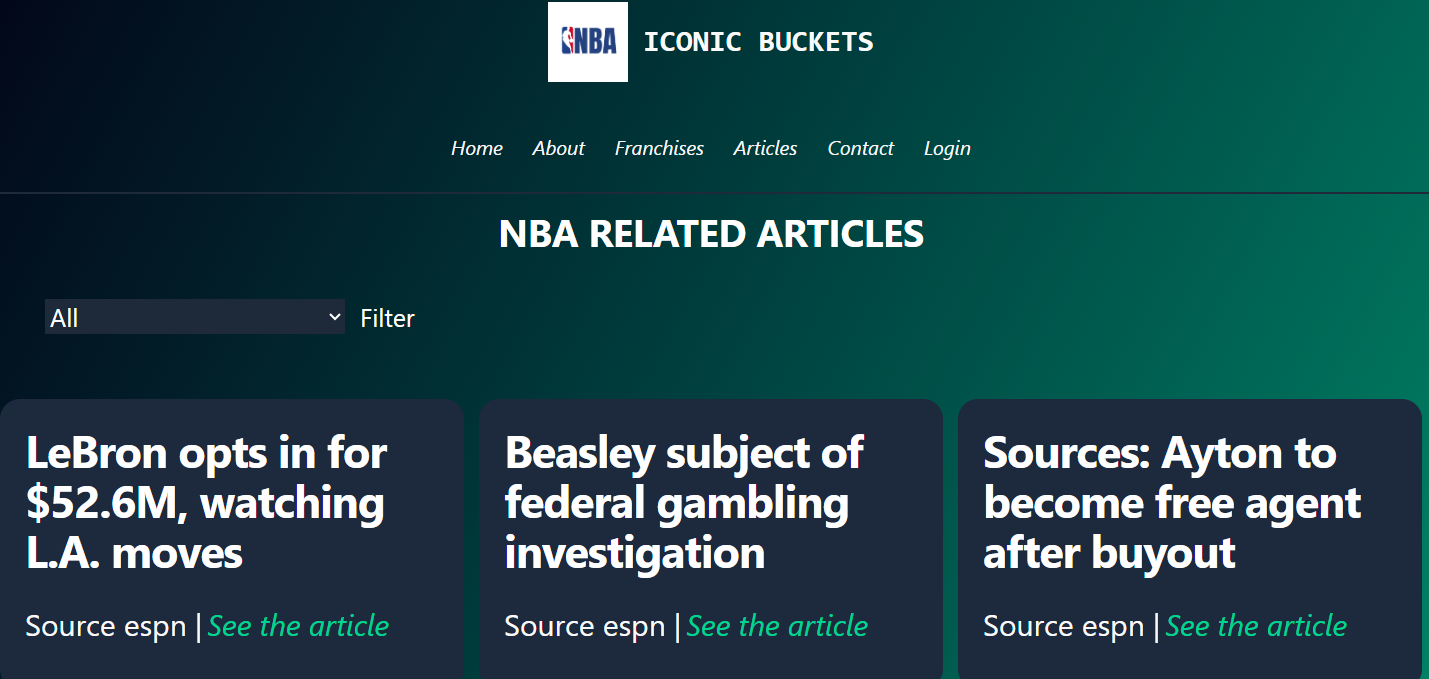 NBA ICONIC BUCKETS
Home About Franchises Articles Contact Login
NBA RELATED ARTICLES
All Filter
LeBron opts in for
$52.6M, watching
L.A. moves
Source espn | See the article
Beasley subject of
federal gambling
investigation
Source espn | See the article
Sources: Ayton to
become free agent
after buyout
Source espn | See the article